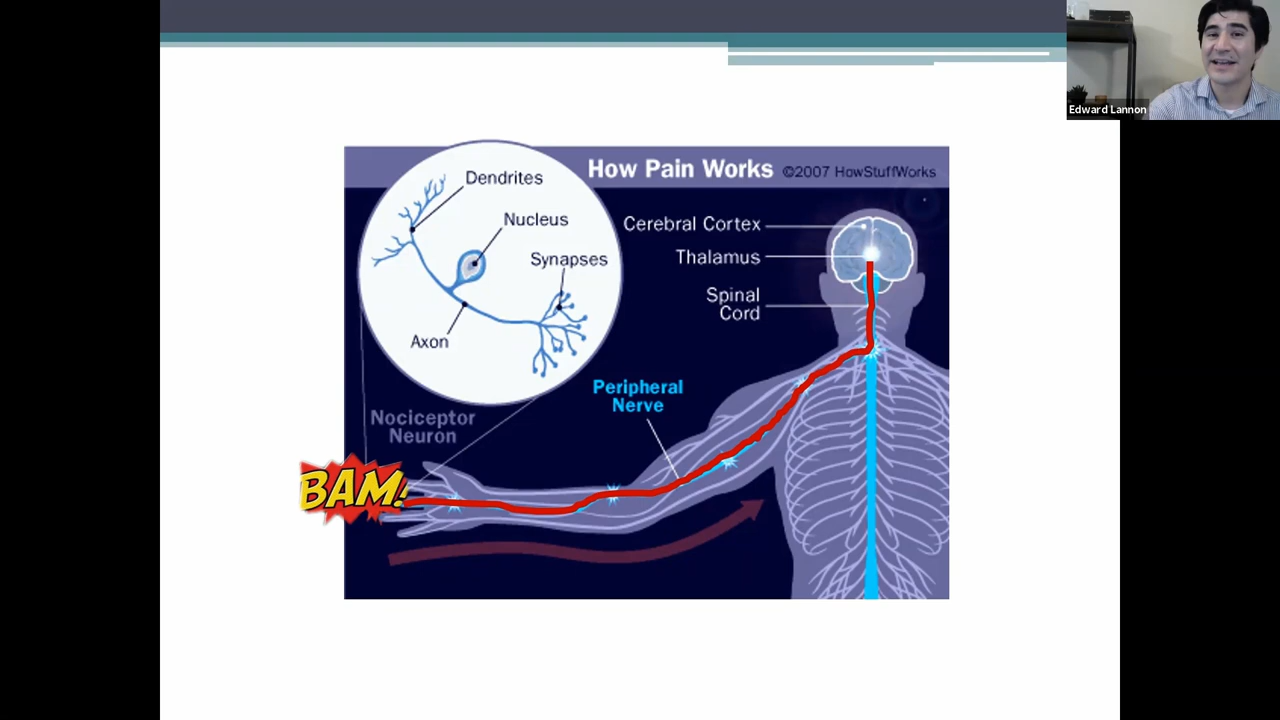 Edward Lannon
How Pain Works ©2007 HowStuffWorks
Dendrites
Nucleus
Synapses
Axon
Cerebral Cortex
Thalamus
Spinal
Cord
Peripheral
Nerve
Nociceptor
Neuron
BAM!